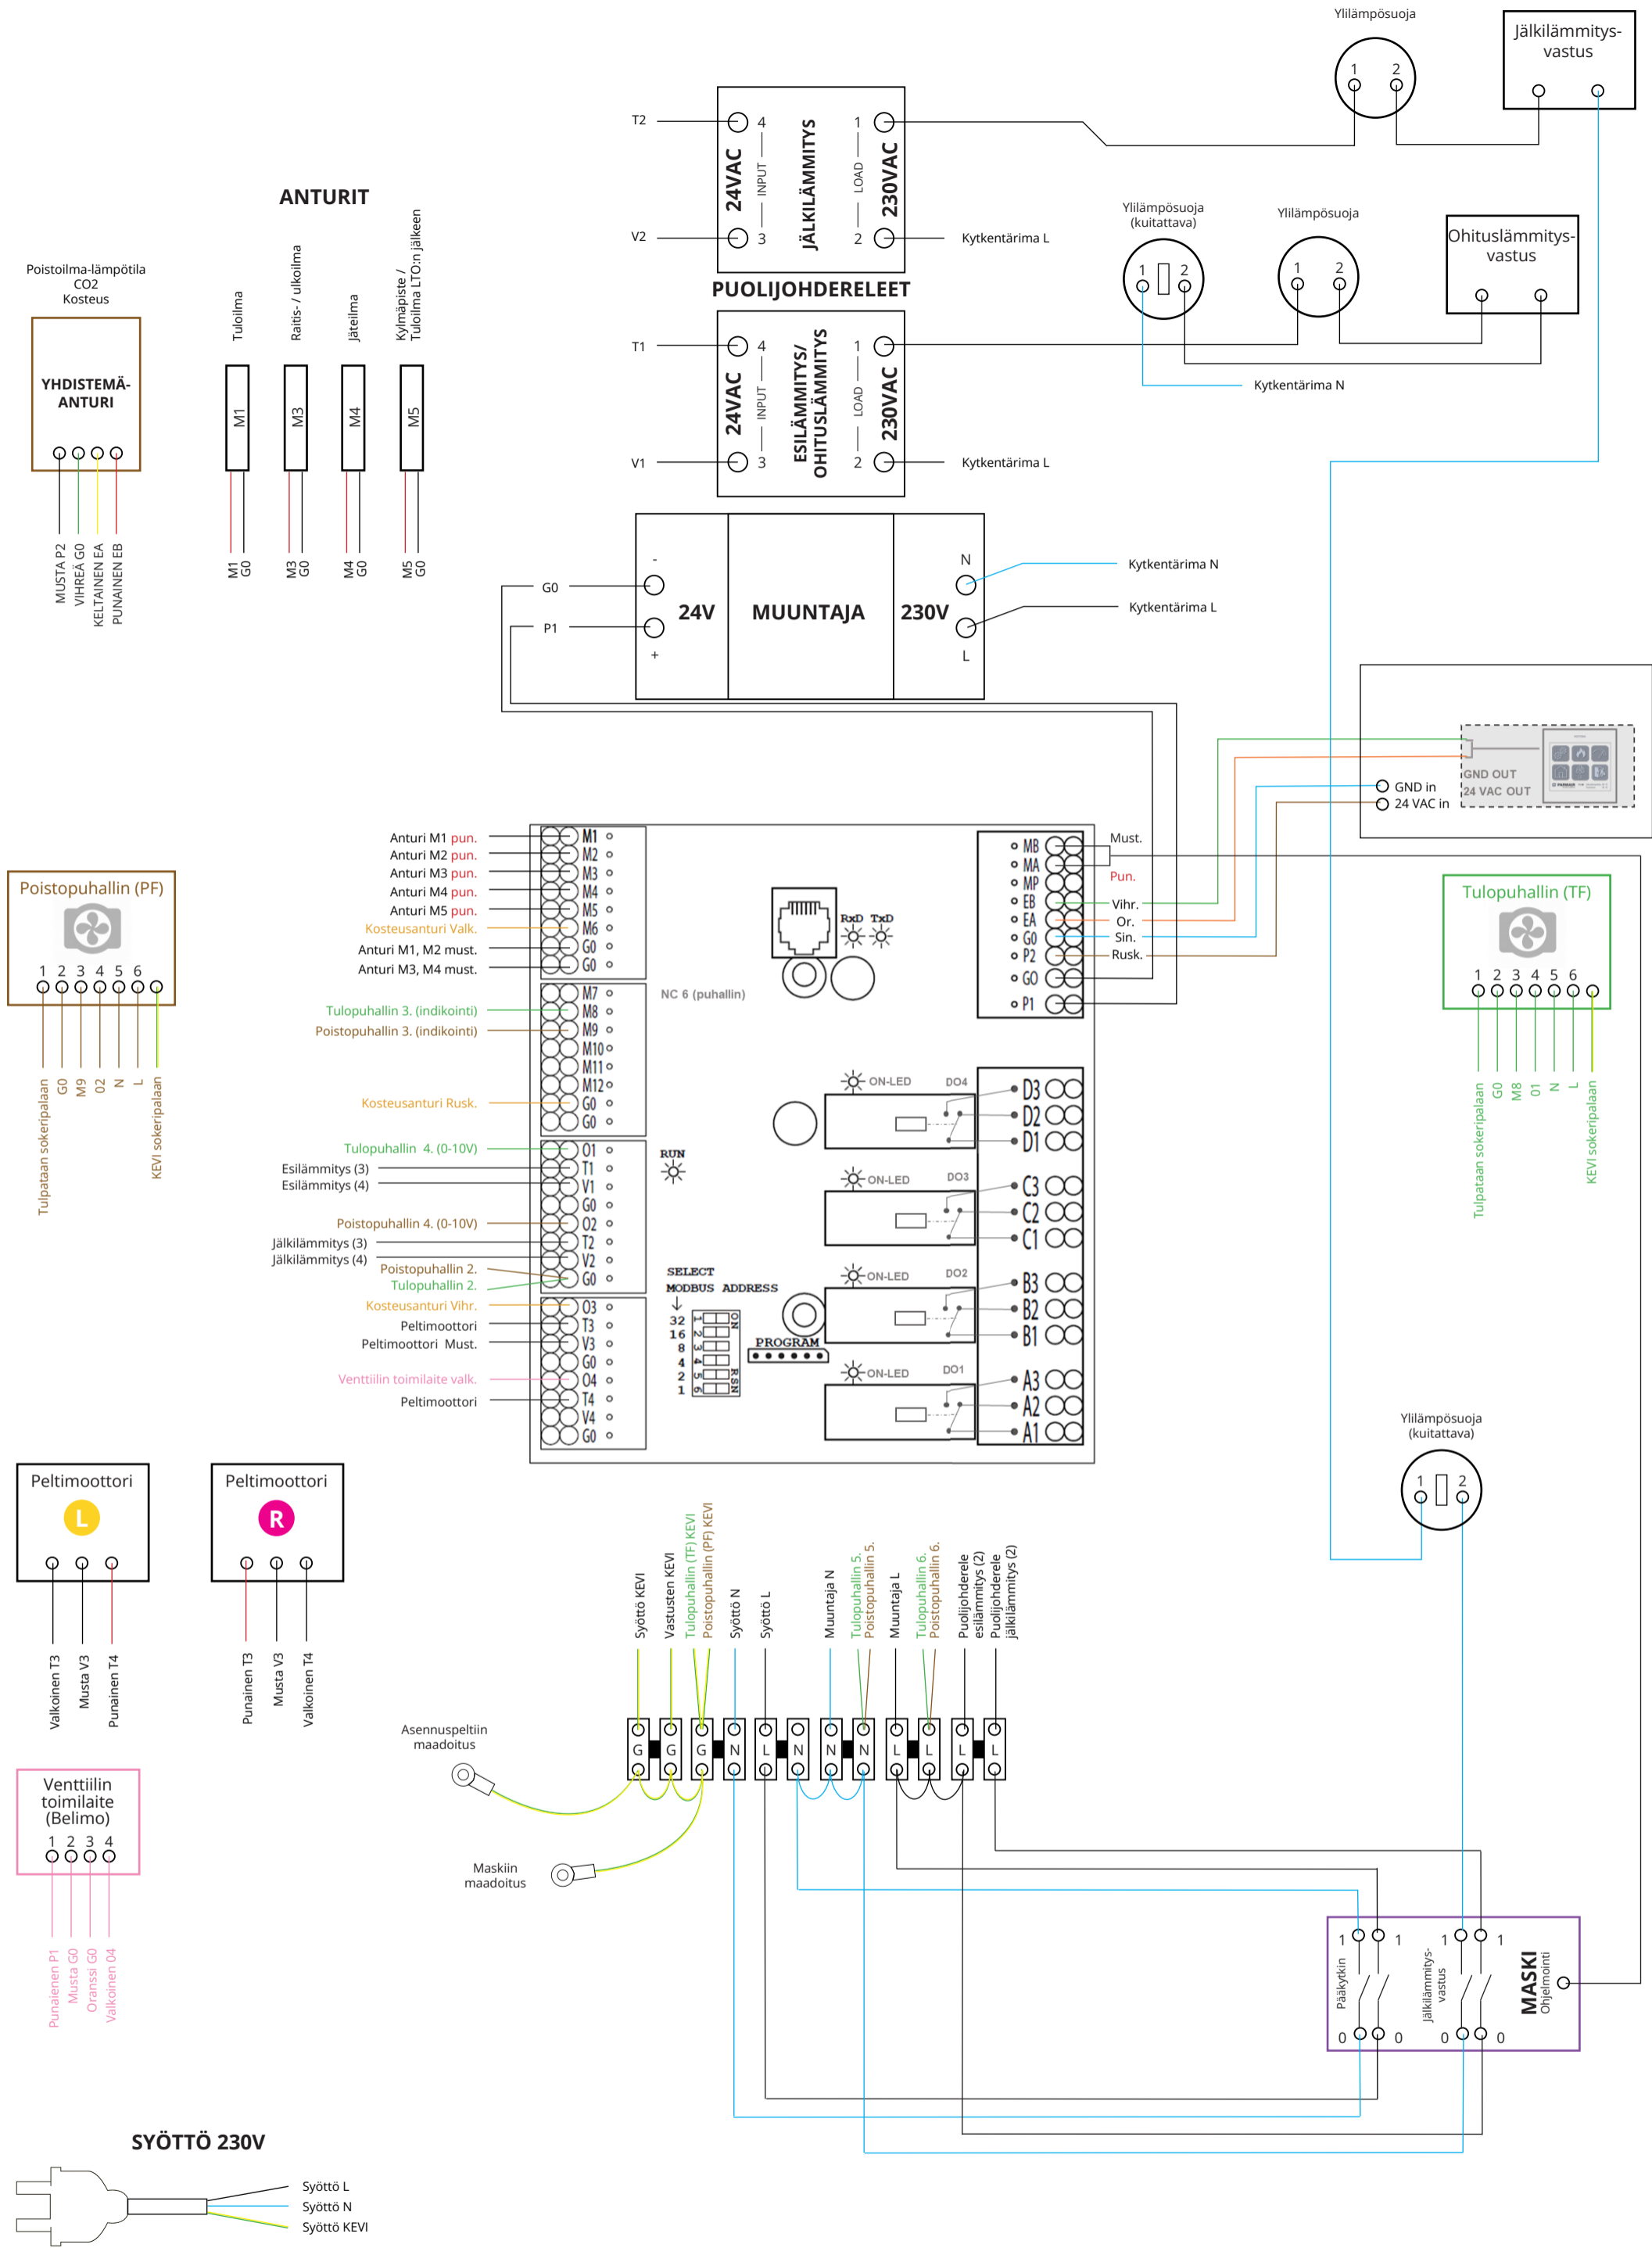 Ylilämpösuoja
1
2
Jälkilämmitys-
vastus
T2
V2
24VAC
4
INPUT
3
JÄLKILÄMMITYS
1
LOAD
2
230VAC
Kytkentärima L
PUOLIJOHDERELEET
T1
V1
24VAC
4
INPUT
3
ESILÄMMITYS/
OHITUSLÄMMITYS
1
LOAD
2
230VAC
Kytkentärima L
Ylilämpösuoja
(kuitattava)
1
2
Ylilämpösuoja
1
2
Ohituslämmitys-
vastus
Kytkentärima N
Poistoilma-lämpötila
CO2
Kosteus
YHDISTEMÄ-
ANTURI
MUSTA P2
VIHREÄ G0
KELTAINEN EA
PUNAINEN EB
ANTURIT
Tuloilma
Raitis- / ulkoilma
Jäteilma
Kylmäpiste /
Tuloilma LTO:n jälkeen
M1
M3
M4
M5
M1
G0
M3
G0
M4
G0
M5
G0
G0
P1
-
+
24V
MUUNTAJA
230V
N
L
Kytkentärima N
Kytkentärima L
GND OUT
24 VAC OUT
GND in
24 VAC in
Anturi M1 pun.
Anturi M2 pun.
Anturi M3 pun.
Anturi M4 pun.
Anturi M5 pun.
Kosteusanturi Valk.
Anturi M1, M2 must.
Anturi M3, M4 must.
Tulopuhallin 3. (indikointi)
Poistopuhallin 3. (indikointi)
Kosteusanturi Rusk.
Tulopuhallin 4. (0-10V)
Esilämmitys (3)
Esilämmitys (4)
Poistopuhallin 4. (0-10V)
Jälkilämmitys (3)
Jälkilämmitys (4)
Poistopuhallin 2.
Tulopuhallin 2.
Kosteusanturi Vihr.
Peltimoottori
Peltimoottori Must.
Venttiilin toimilaite valk.
Peltimoottori
M1
M2
M3
M4
M5
M6
G0
G0
M7
M8
M9
M10
M11
M12
G0
G0
O1
T1
V1
G0
O2
T2
V2
G0
O3
T3
V3
G0
O4
T4
V4
G0
NC 6 (puhallin)
RxD TxD
RUN
SELECT
MODBUS ADDRESS
32
16
8
4
2
1
1
2
3
4
5
6
ON
RSN
PROGRAM
ON-LED
DO4
ON-LED
DO3
ON-LED
DO2
ON-LED
DO1
MB
MA
MP
EB
EA
G0
P2
GO
P1
Must.
Pun.
Vihr.
Or.
Sin.
Rusk.
D3
D2
D1
C3
C2
C1
B3
B2
B1
A3
A2
A1
Poistopuhallin (PF)
1 2 3 4 5 6
Tulpataan sokeripalaan
G0
M9
02
N
L
KEVI sokeripalaan
Tulopuhallin (TF)
1 2 3 4 5 6
Tulpataan sokeripalaan
G0
M8
01
N
L
KEVI sokeripalaan
Ylilämpösuoja
(kuitattava)
1
2
Peltimoottori
L
Valkoinen T3
Musta V3
Punainen T4
Peltimoottori
R
Punainen T3
Musta V3
Valkoinen T4
Syöttö KEVI
Vastusten KEVI
Tulopuhallin (TF) KEVI
Poistopuhallin (PF) KEVI
Syöttö N
Syöttö L
Muuntaja N
Tulopuhallin 5.
Poistopuhallin 5.
Muuntaja L
Tulopuhallin 6.
Poistopuhallin 6.
Puolijohderele
esilämmitys (2)
Puolijohderele
jälkilämmitys (2)
G G G N L N N N L L L L
Asennuspeltiin
maadoitus
Maskiin
maadoitus
Venttiilin
toimilaite
(Belimo)
1 2 3 4
Punaienen P1
Musta G0
Oranssi G0
Valkoinen 04
1
1
1
1
Pääkytkin
Jälkilämmitys-
vastus
MASKI
Ohjelmointi
0
0
0
0
SYÖTTÖ 230V
Syöttö L
Syöttö N
Syöttö KEVI